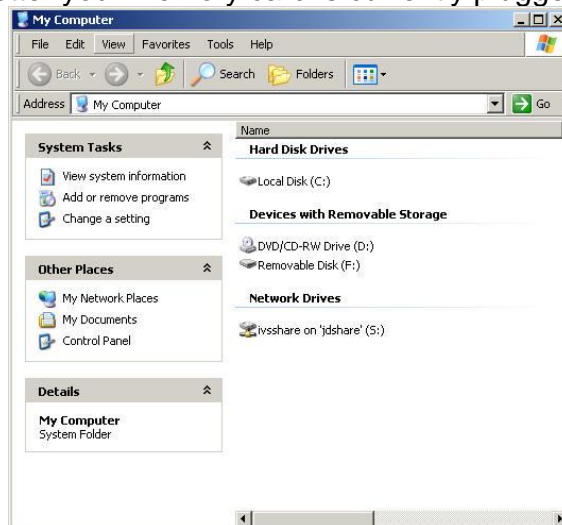 My Computer
File Edit View Favorites Tools Help
Back Search Folders
Address My Computer Go
System Tasks
View system information
Add or remove programs
Change a setting
Other Places
My Network Places
My Documents
Control Panel
Details
My Computer
System Folder
Name
Hard Disk Drives
Local Disk (C:)
Devices with Removable Storage
DVD/CD-RW Drive (D:)
Removable Disk (F:)
Network Drives
ivsshare on 'jdshare' (S:)